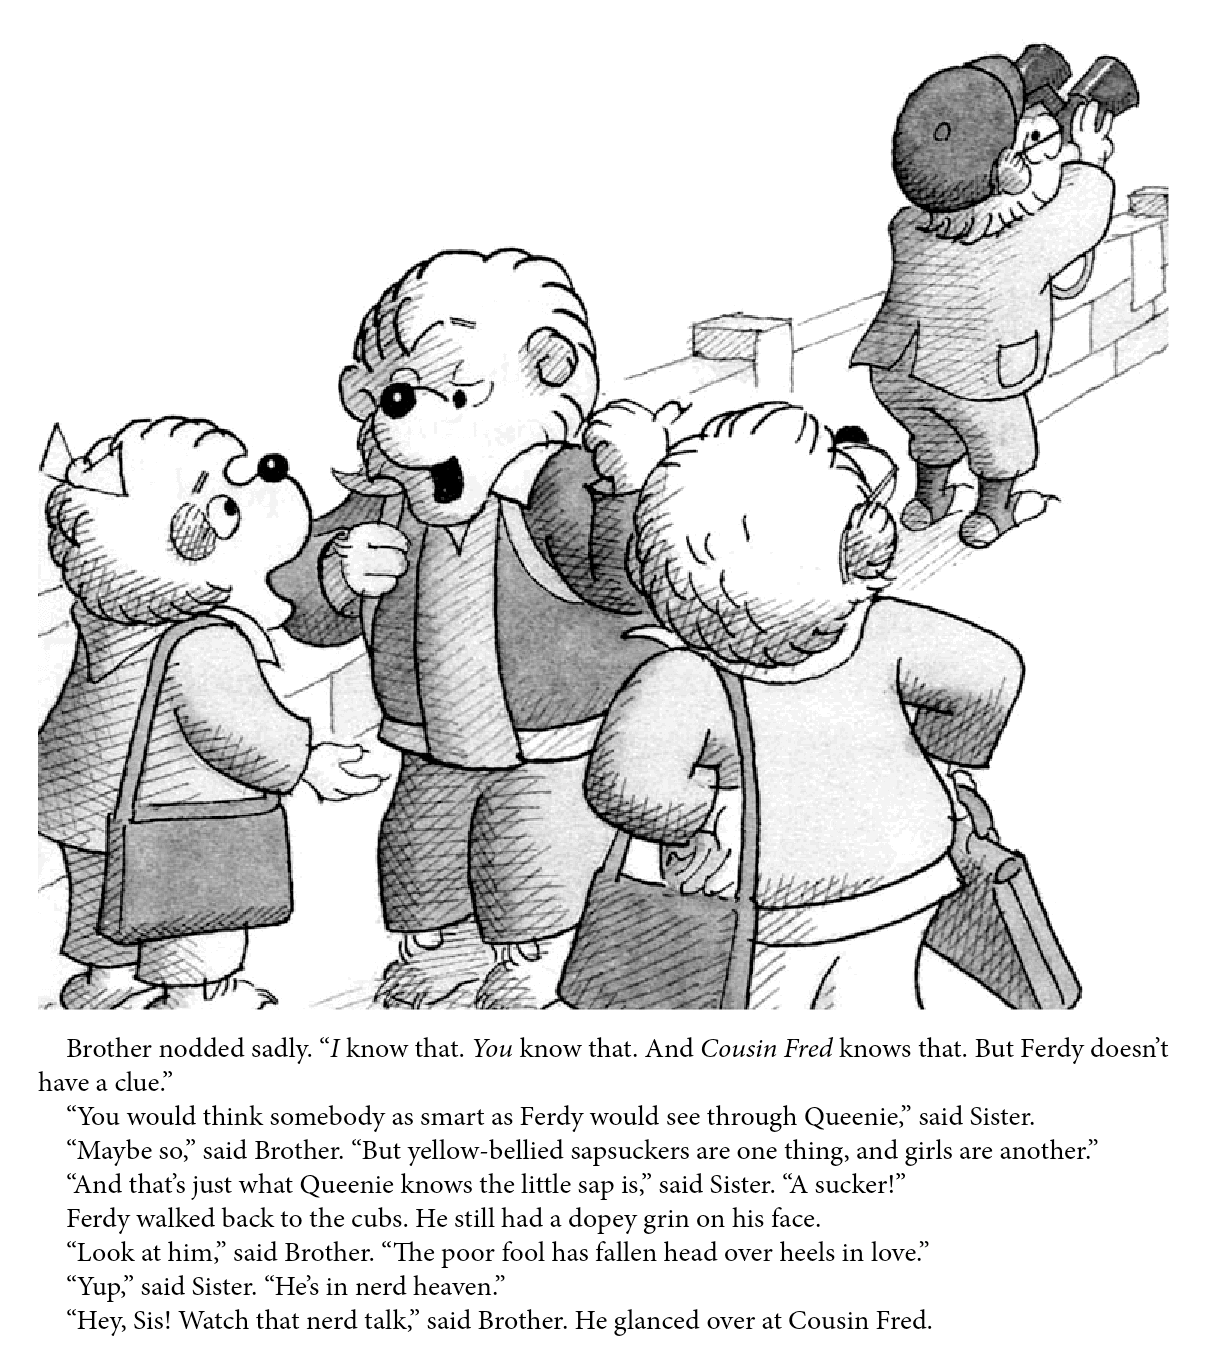 Brother nodded sadly. “I know that. You know that. And Cousin Fred knows that. But Ferdy doesn’t
have a clue.”
“You would think somebody as smart as Ferdy would see through Queenie,” said Sister.
“Maybe so,” said Brother. “But yellow-bellied sapsuckers are one thing, and girls are another.”
“And that’s just what Queenie knows the little sap is,” said Sister. “A sucker!”
Ferdy walked back to the cubs. He still had a dopey grin on his face.
“Look at him,” said Brother. “The poor fool has fallen head over heels in love.”
“Yup,” said Sister. “He’s in nerd heaven.”
“Hey, Sis! Watch that nerd talk,” said Brother. He glanced over at Cousin Fred.